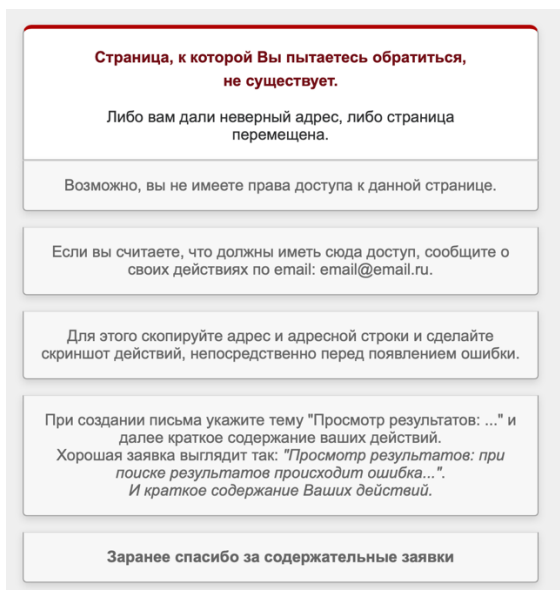 Страница, к которой Вы пытаетесь обратиться,
не существует.
Либо вам дали неверный адрес, либо страница
перемещена.
Возможно, вы не имеете права доступа к данной странице.
Если вы считаете, что должны иметь сюда доступ, сообщите о
своих действиях по email: email@email.ru.
Для этого скопируйте адрес и адресной строки и сделайте
скриншот действий, непосредственно перед появлением ошибки.
При создании письма укажите тему "Просмотр результатов: ..." и
далее краткое содержание ваших действий.
Хорошая заявка выглядит так: "Просмотр результатов: при
поиске результатов происходит ошибка...".
И краткое содержание Ваших действий.
Заранее спасибо за содержательные заявки